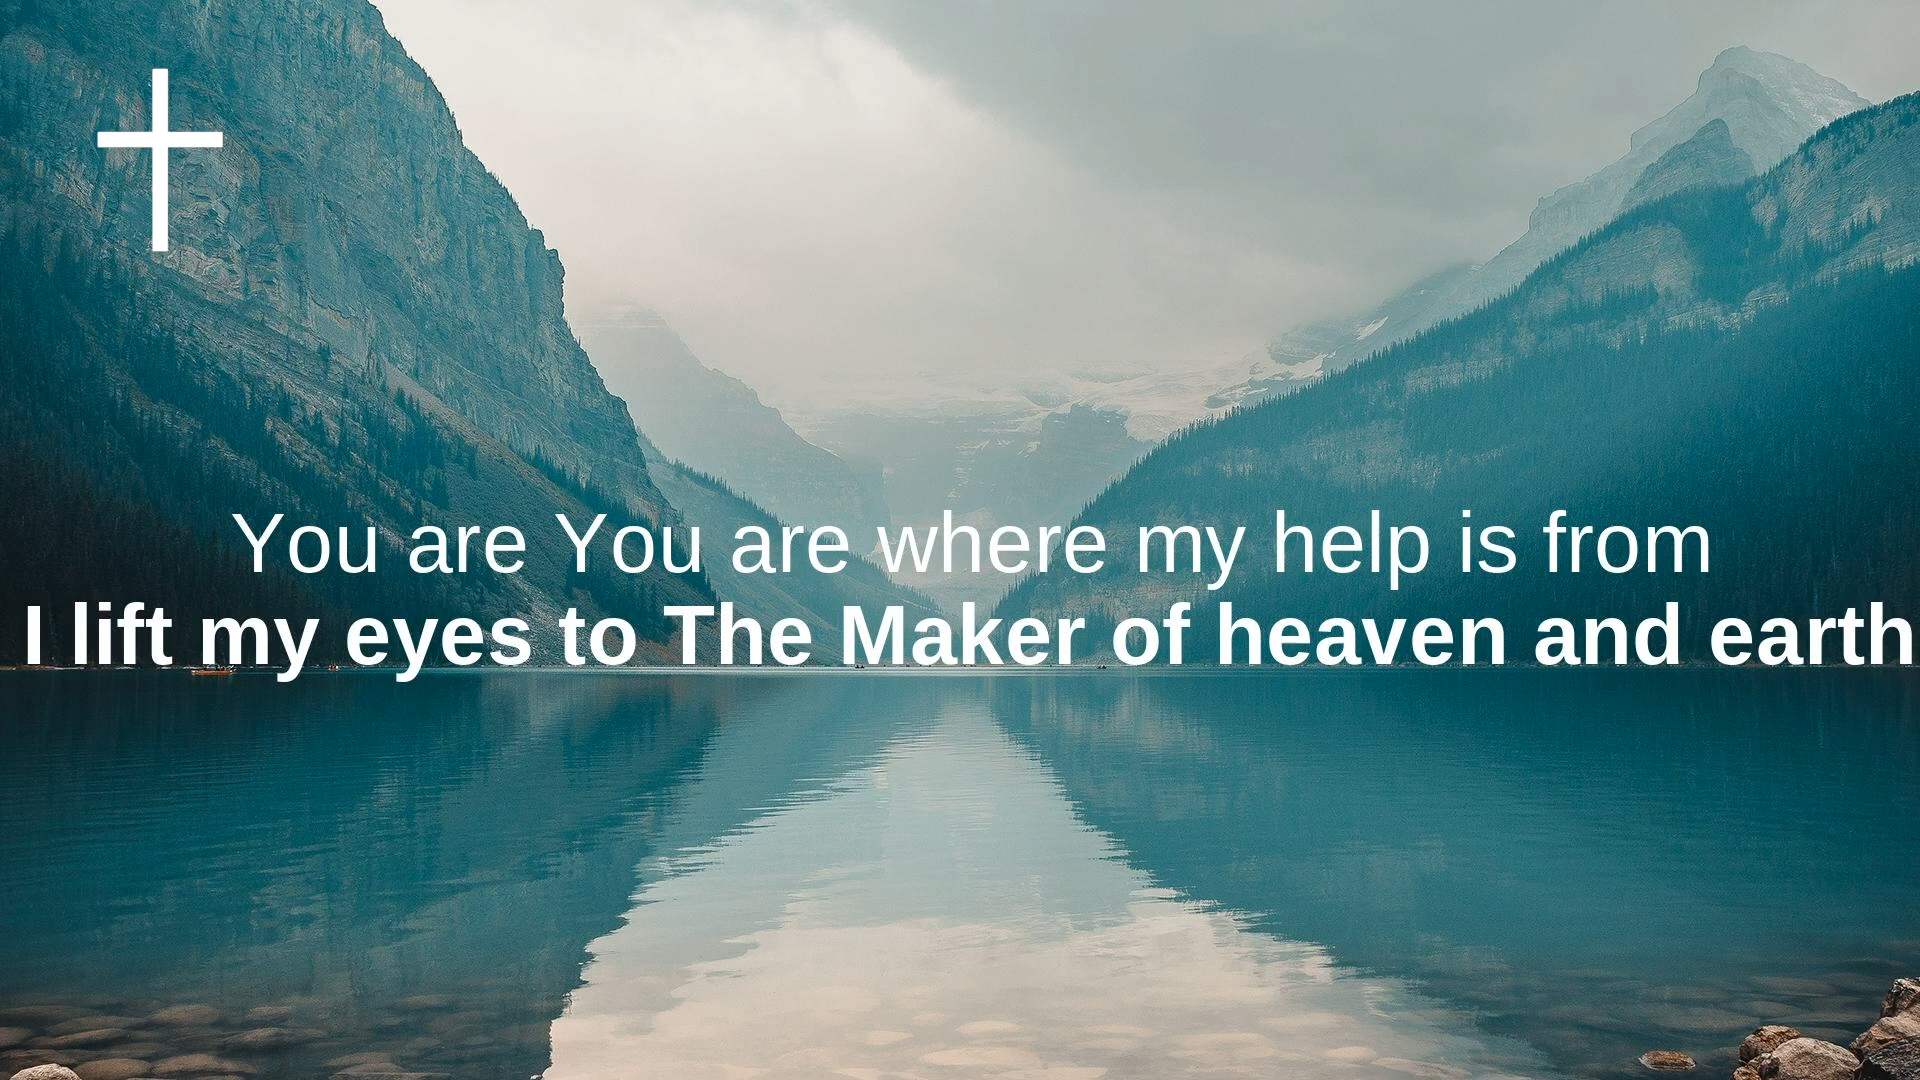 You are You are where my help is from
I lift my eyes to The Maker of heaven and earth